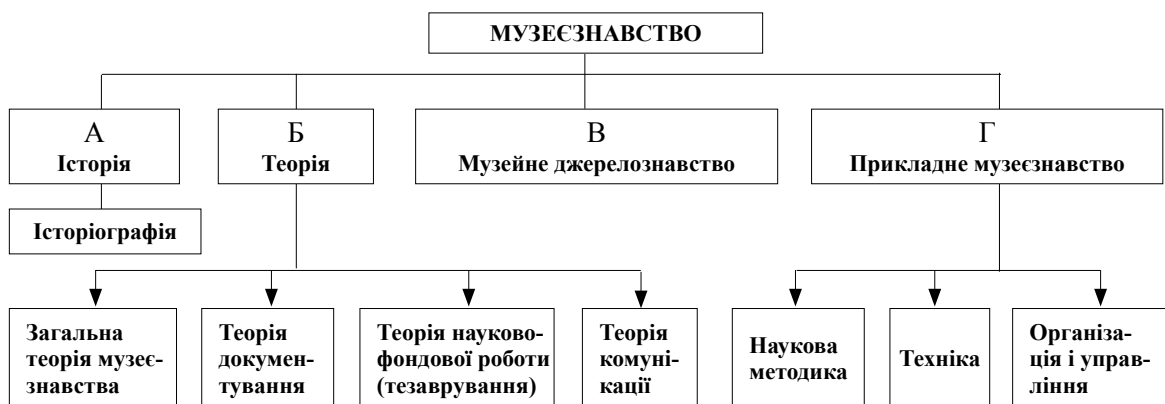 МУЗЕЄЗНАВСТВО
А
Історія
Б
Теорія
В
Музейне джерелознавство
Г
Прикладне музеєзнавство
Історіографія
Загальна
теорія музеє-
знавства
Теорія
докумен-
тування
Теорія науково-
фондової роботи
(тезаврування)
Теорія
комуні-
кації
Наукова
методика
Техніка
Організа-
ція і управ-
ління